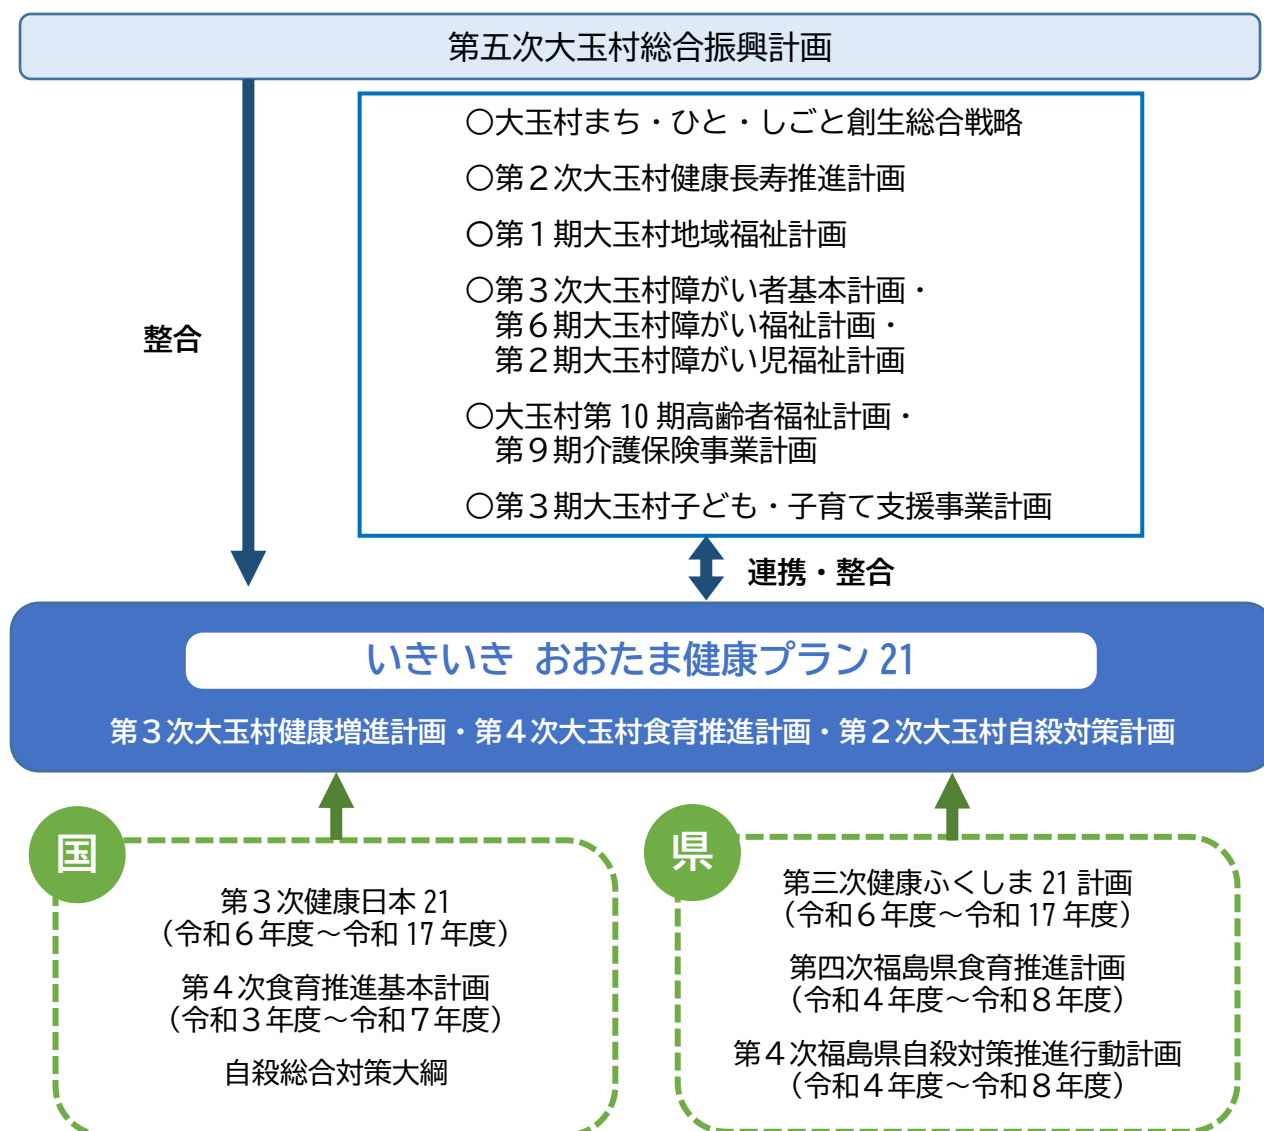 第五次大玉村総合振興計画
○大玉村まち・ひと・しごと創生総合戦略
○第２次大玉村健康長寿推進計画
○第１期大玉村地域福祉計画
○第３次大玉村障がい者基本計画・
第６期大玉村障がい福祉計画・
第２期大玉村障がい児福祉計画
○大玉村第 10 期高齢者福祉計画・
第９期介護保険事業計画
○第３期大玉村子ども・子育て支援事業計画
整合
連携・整合
いきいき おおたま健康プラン 21
第３次大玉村健康増進計画・第４次大玉村食育推進計画・第２次大玉村自殺対策計画
国
第３次健康日本 21
（令和６年度～令和 17 年度）
第４次食育推進基本計画
（令和３年度～令和７年度）
自殺総合対策大綱
県
第三次健康ふくしま 21 計画
（令和６年度～令和 17 年度）
第四次福島県食育推進計画
（令和４年度～令和８年度）
第４次福島県自殺対策推進行動計画
（令和４年度～令和８年度）